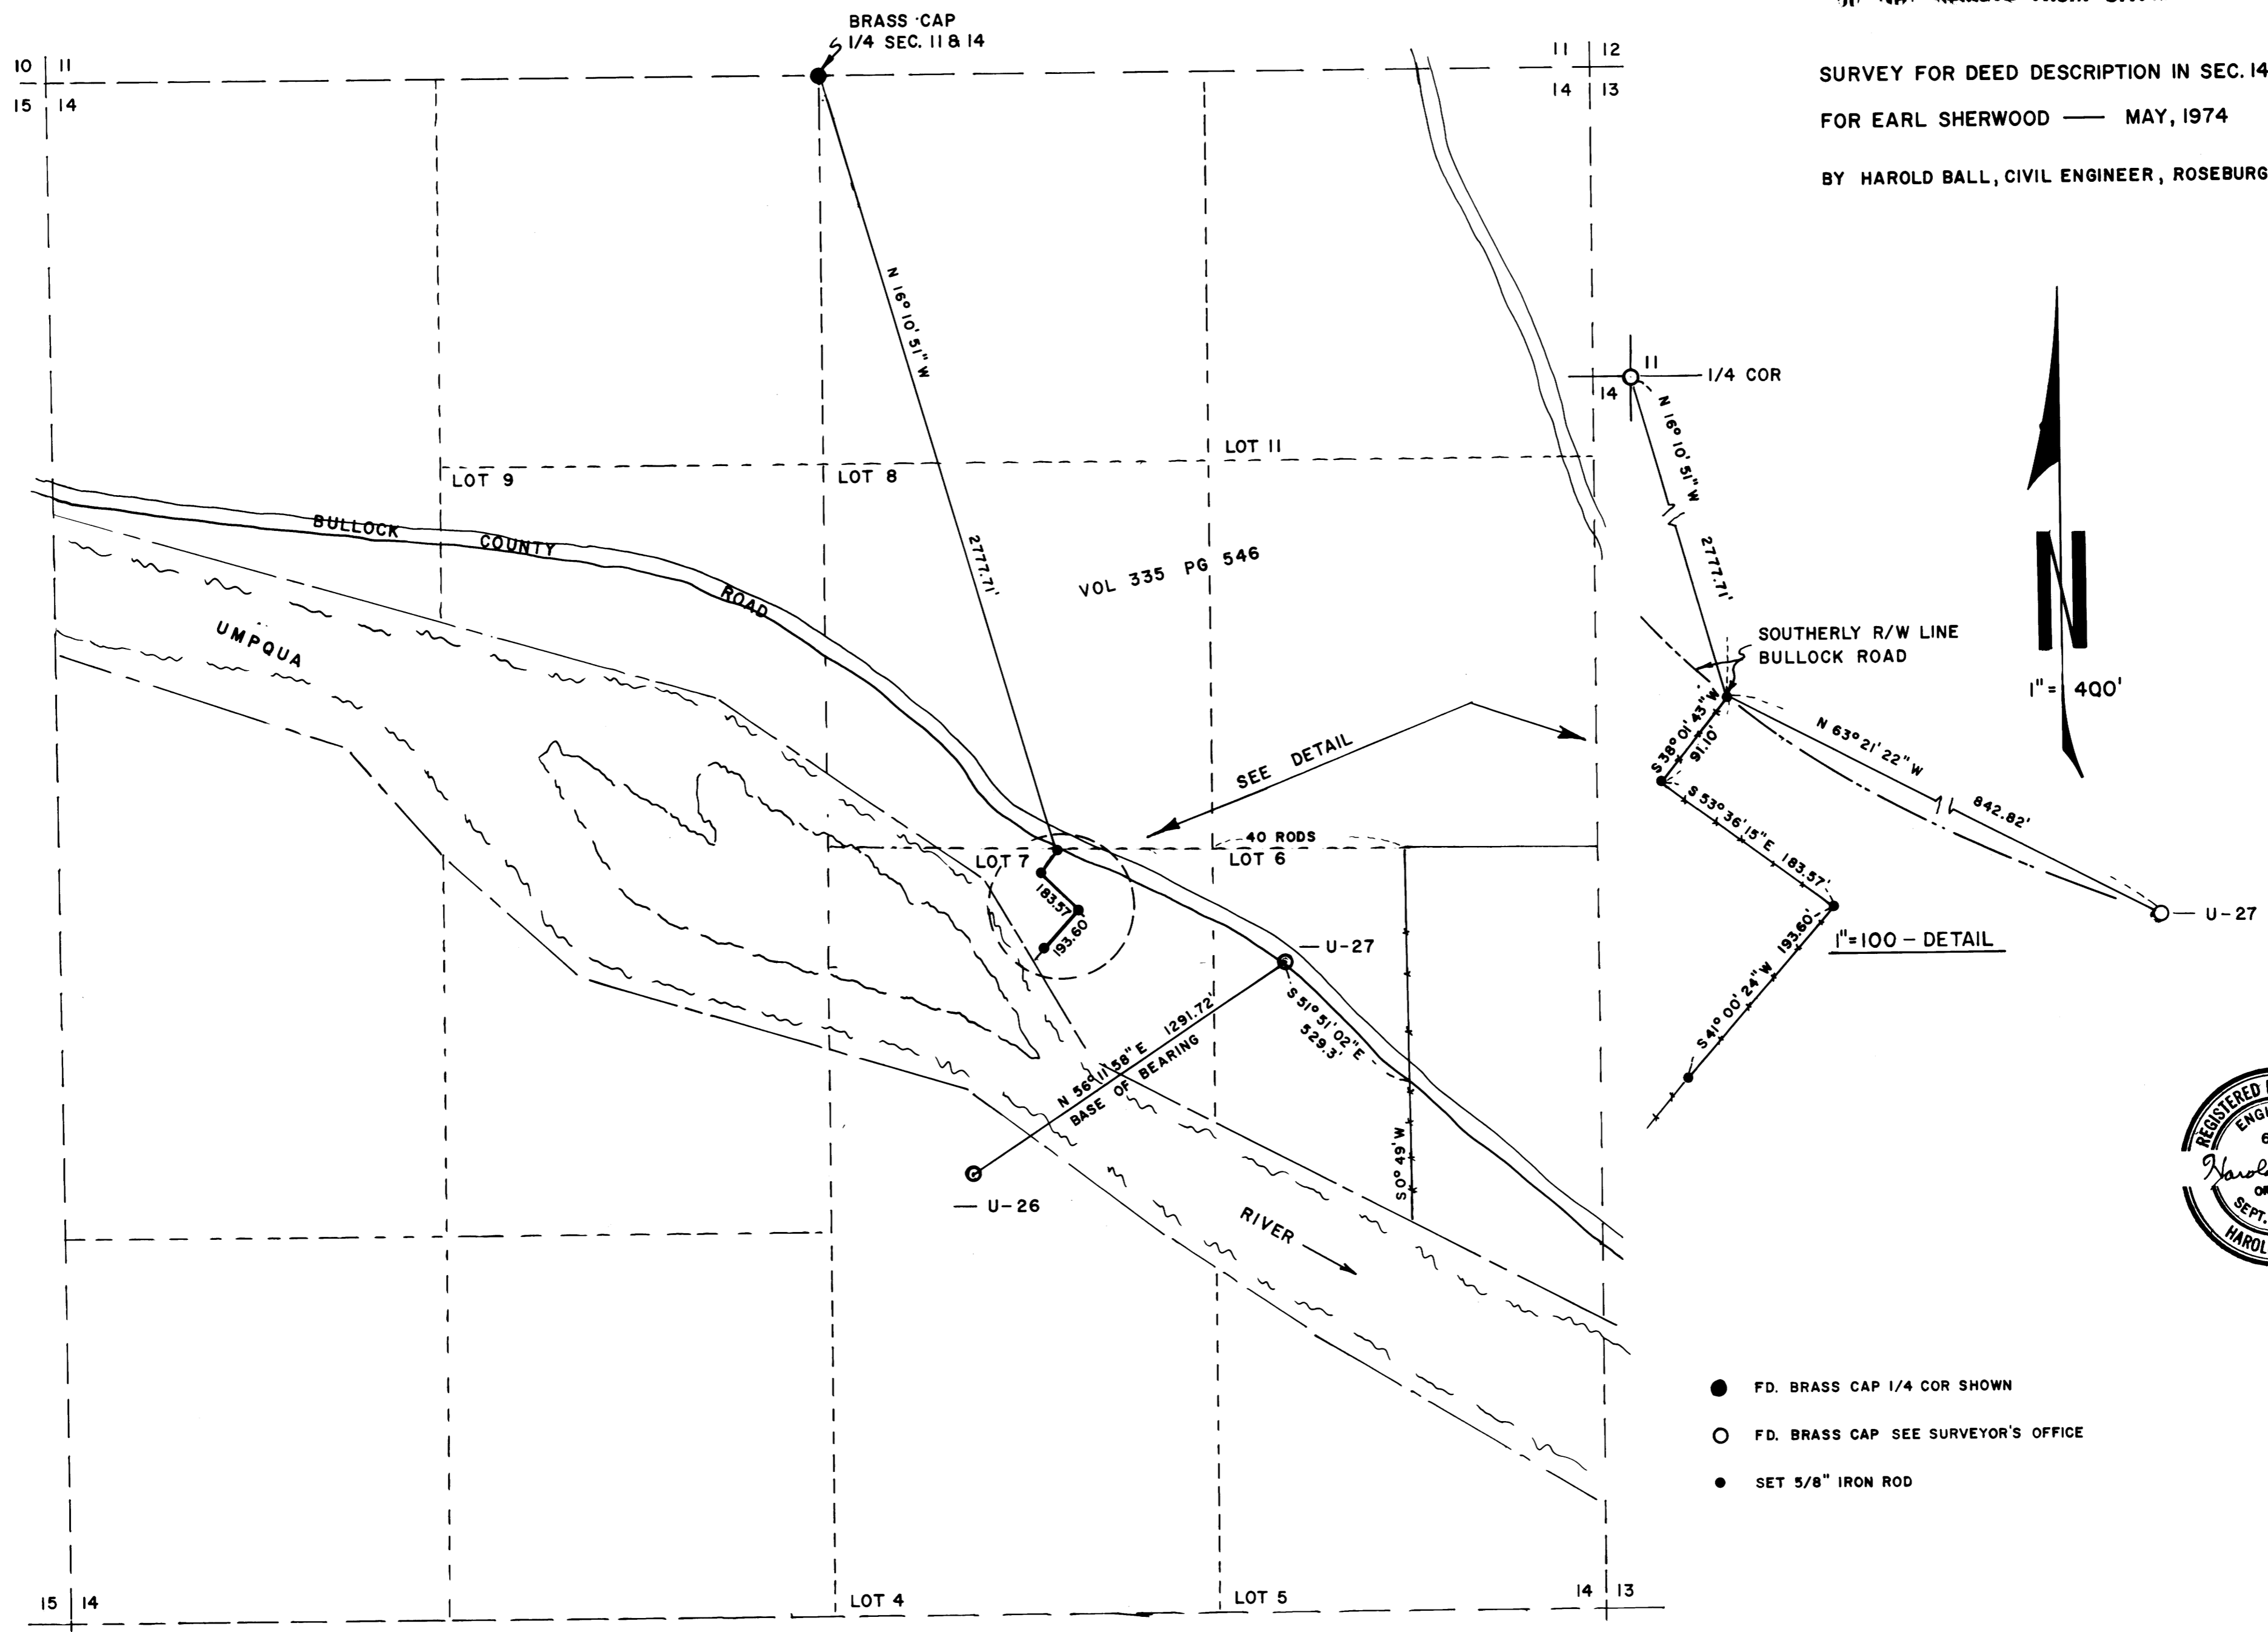 BRASS CAP
1/4 SEC. 11 & 14
10 11
15 14
11 12
14 13
SURVEY FOR DEED DESCRIPTION IN SEC. 14
FOR EARL SHERWOOD — MAY, 1974
BY HAROLD BALL, CIVIL ENGINEER, ROSEBURG
N 16° 10' 51" W
2777.71'
11
14
1/4 COR
N 16° 10' 51" W
2777.71'
LOT 9
LOT 8
LOT 11
BULLOCK COUNTY ROAD
VOL 335 PG 546
UMPQUA
SOUTHERLY R/W LINE
BULLOCK ROAD
N
1" = 400'
S 38° 01' 43" W
91.10'
N 63° 21' 22" W
842.82'
SEE DETAIL
S 53° 36' 15" E 183.57'
40 RODS
LOT 7
LOT 6
183.57
193.60
U-27
U-27
S 41° 00' 24" W 193.60'
1"=100 — DETAIL
S 51° 51' 02" E
529.3'
N 56° 11' 58" E 1291.72'
BASE OF BEARING
S 0° 49' W
U-26
RIVER
REGISTERED
HAROL
SEPT.
FD. BRASS CAP 1/4 COR SHOWN
FD. BRASS CAP SEE SURVEYOR'S OFFICE
SET 5/8" IRON ROD
15 14
LOT 4
LOT 5
14 13